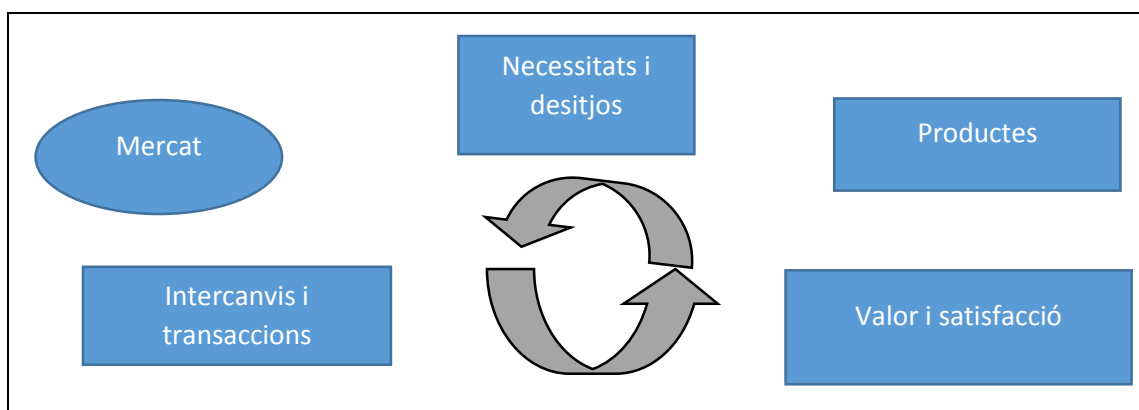 Necessitats i
desitjos
Mercat
Productes
Intercanvis i
transaccions
Valor i satisfacció